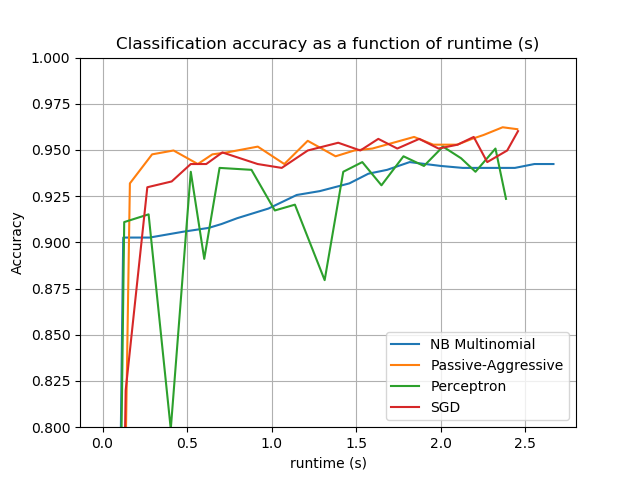 Classification accuracy as a function of runtime (s)
1.000
0.975
0.950
0.925
0.900
0.875
0.850
0.825
0.800
Accuracy
NB Multinomial
Passive-Aggressive
Perceptron
SGD
0.0 0.5 1.0 1.5 2.0 2.5
runtime (s)